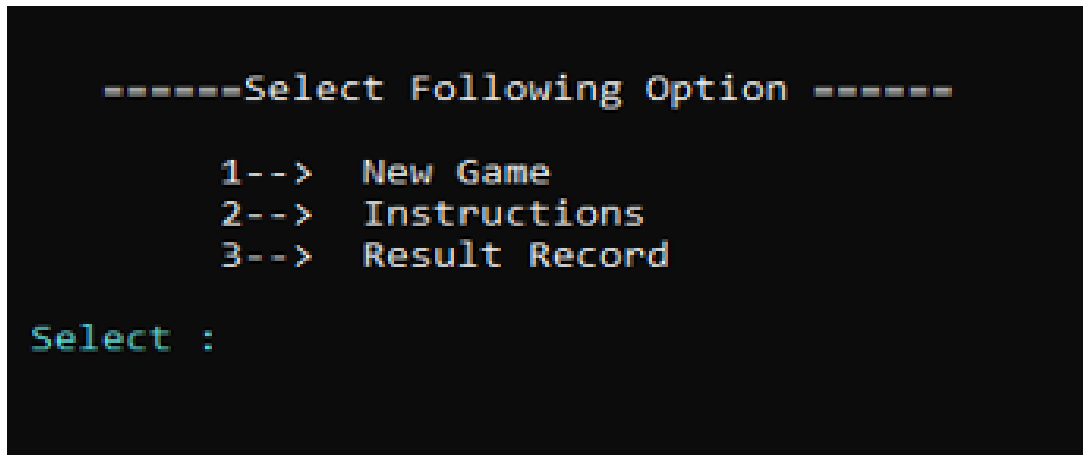 ======Select Following Option ======
1--> New Game
2--> Instructions
3--> Result Record
Select :